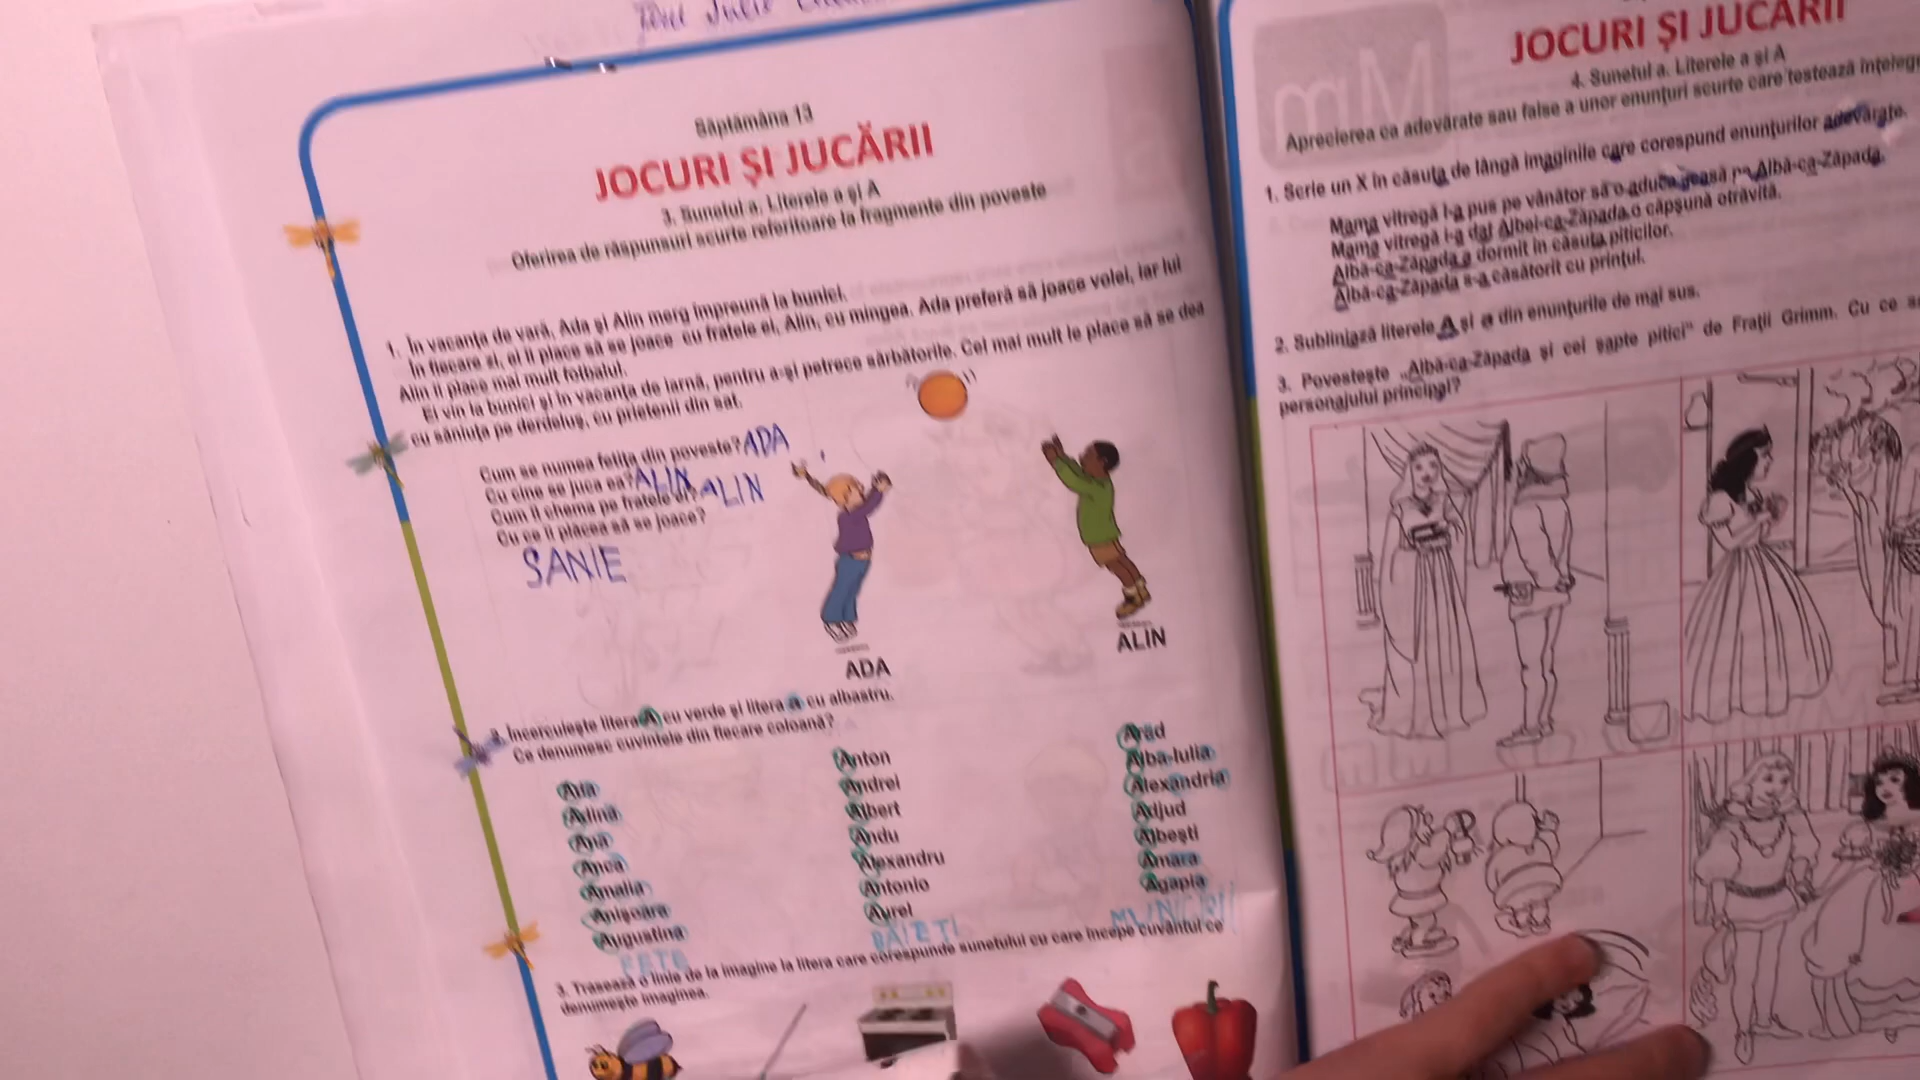 Săptămâna 13
JOCURI ȘI JUCĂRII
3. Sunetul a. Literele a și A
Oferirea de răspunsuri scurte referitoare la fragmente din poveste
1. În vacanța de vară, Ada și Alin merg împreună la bunici.
În fiecare zi, ei îi place să se joace cu fratele ei, Alin, cu mingea. Ada preferă să joace volei, iar lui
Alin îi place mai mult fotbalul.
Ei vin la bunici și în vacanța de iarnă, pentru a-și petrece sărbătorile. Cel mai mult le place să se dea
cu săniuța pe derdeluș, cu prietenii din sat.
Cum se numea fetița din poveste? ADA
Cu cine se juca ea? ALIN
Cum îl chema pe fratele ei? ALIN
Cu ce îi plăcea să se joace?
SANIE
ADA
ALIN
2. Încercuiește litera A cu verde și litera a cu albastru.
Ce denumesc cuvintele din fiecare coloană?
Adina
Ana
Anca
Amalia
Anișoara
Augustina
FETE
Anton
Andrei
Albert
Andu
Alexandru
Antonio
Aurel
BĂIEȚI
Arad
Alba-Iulia
Alexandria
Adjud
Albești
Amara
Agapia
3. Trasează o linie de la imagine la litera care corespunde sunetului cu care începe cuvântul ce
denumește imaginea.
mM
JOCURI ȘI JUCĂRII
4. Sunetul a. Literele a și A
Aprecierea ca adevărate sau false a unor enunțuri scurte care testează
1. Scrie un X în căsuța de lângă imaginile care corespund enunțurilor adevărate.
Mama vitregă l-a pus pe vânător să o aducă acasă pe Albă-ca-Zăpada.
Mama vitregă i-a dat Albei-ca-Zăpada o căpșună otrăvită.
Albă-ca-Zăpada a dormit în căsuța piticilor.
Albă-ca-Zăpada s-a căsătorit cu prințul.
2. Subliniază literele A și a din enunțurile de mai sus.
3. Povestește „Albă-ca-Zăpada și cei șapte pitici” de Frații Grimm. Cu ce
personajului principal?